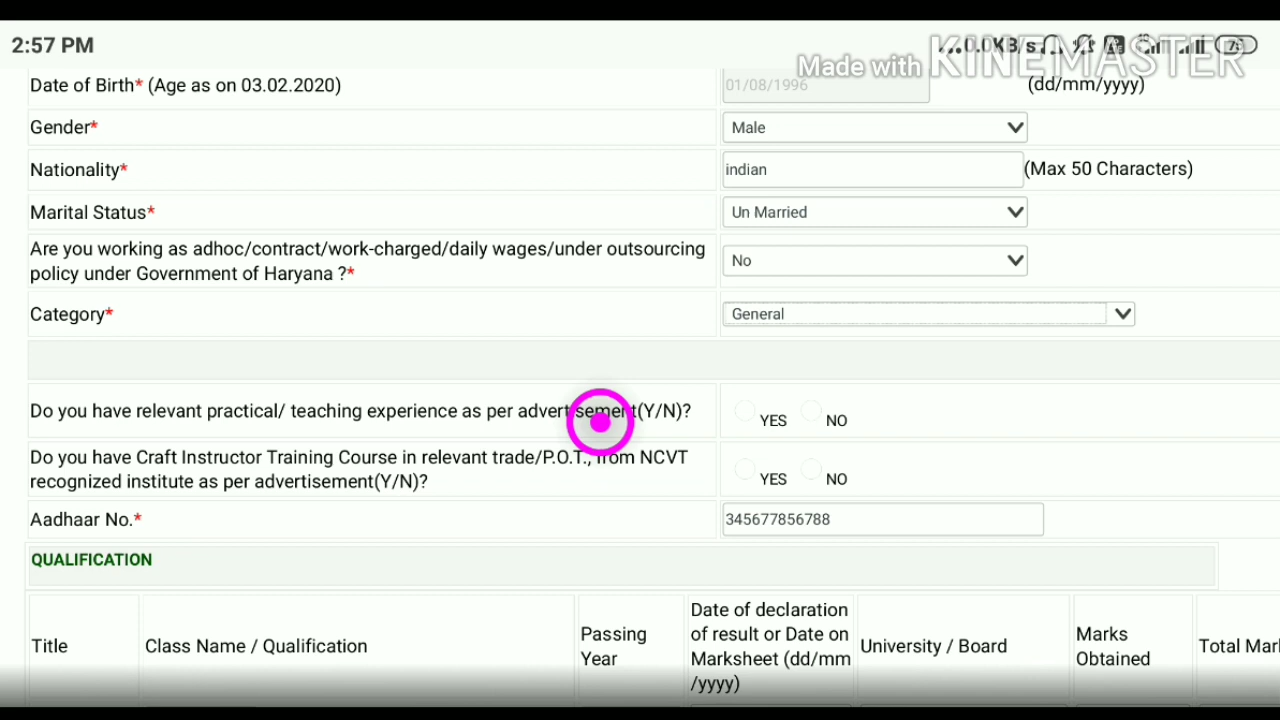 2:57 PM
...0.0KB/s
Made with KINEMASTER
Date of Birth* (Age as on 03.02.2020)
01/08/1996
(dd/mm/yyyy)
Gender*
Male
Nationality*
indian
(Max 50 Characters)
Marital Status*
Un Married
Are you working as adhoc/contract/work-charged/daily wages/under outsourcing
policy under Government of Haryana ?*
No
Category*
General
Do you have relevant practical/ teaching experience as per advertisement(Y/N)?
YES NO
Do you have Craft Instructor Training Course in relevant trade/P.O.T., from NCVT
recognized institute as per advertisement(Y/N)?
YES NO
Aadhaar No.*
345677856788
QUALIFICATION
Title
Class Name / Qualification
Passing
Year
Date of declaration
of result or Date on
Marksheet (dd/mm
/yyyy)
University / Board
Marks
Obtained
Total Mar